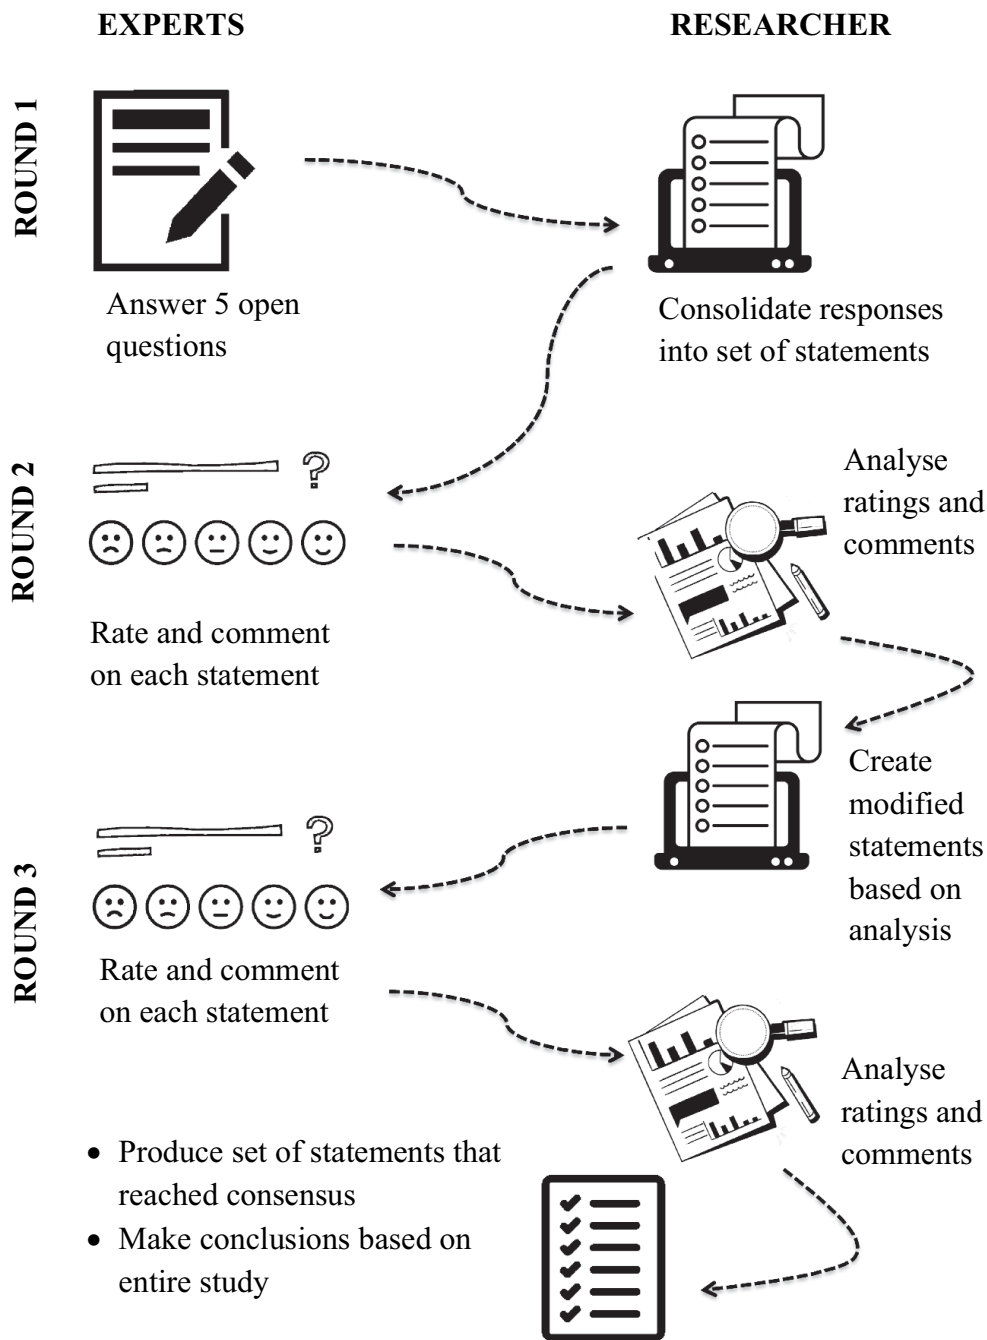 EXPERTS
RESEARCHER
ROUND 1
Answer 5 open
questions
Consolidate responses
into set of statements
ROUND 2
?
Rate and comment
on each statement
Analyse
ratings and
comments
Create
modified
statements
based on
analysis
ROUND 3
?
Rate and comment
on each statement
Analyse
ratings and
comments
• Produce set of statements that
reached consensus
• Make conclusions based on
entire study